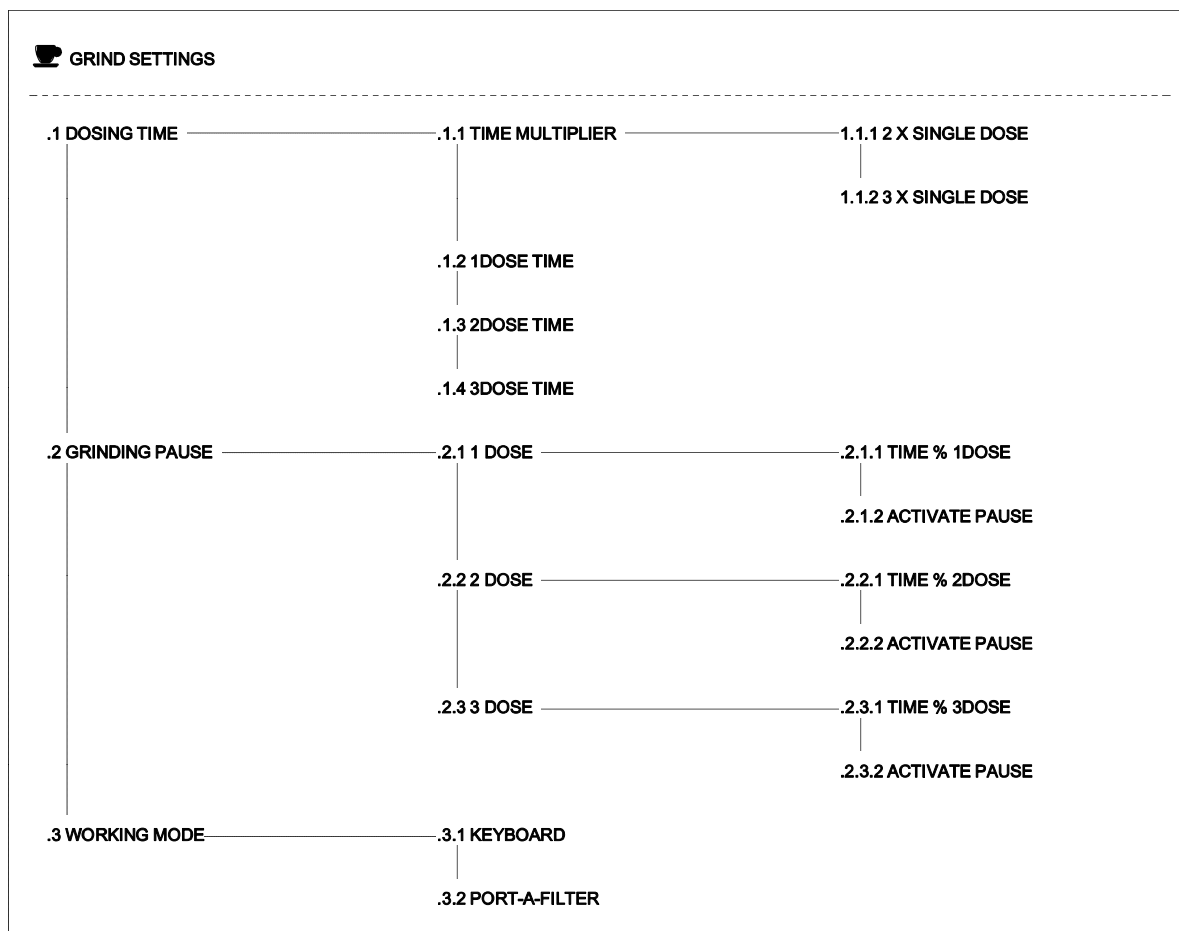 GRIND SETTINGS
.1 DOSING TIME .1.1 TIME MULTIPLIER 1.1.1 2 X SINGLE DOSE
1.1.2 3 X SINGLE DOSE
.1.2 1DOSE TIME
.1.3 2DOSE TIME
.1.4 3DOSE TIME
.2 GRINDING PAUSE .2.1 1 DOSE .2.1.1 TIME % 1DOSE
.2.1.2 ACTIVATE PAUSE
.2.2 2 DOSE .2.2.1 TIME % 2DOSE
.2.2.2 ACTIVATE PAUSE
.2.3 3 DOSE .2.3.1 TIME % 3DOSE
.2.3.2 ACTIVATE PAUSE
.3 WORKING MODE .3.1 KEYBOARD
.3.2 PORT-A-FILTER